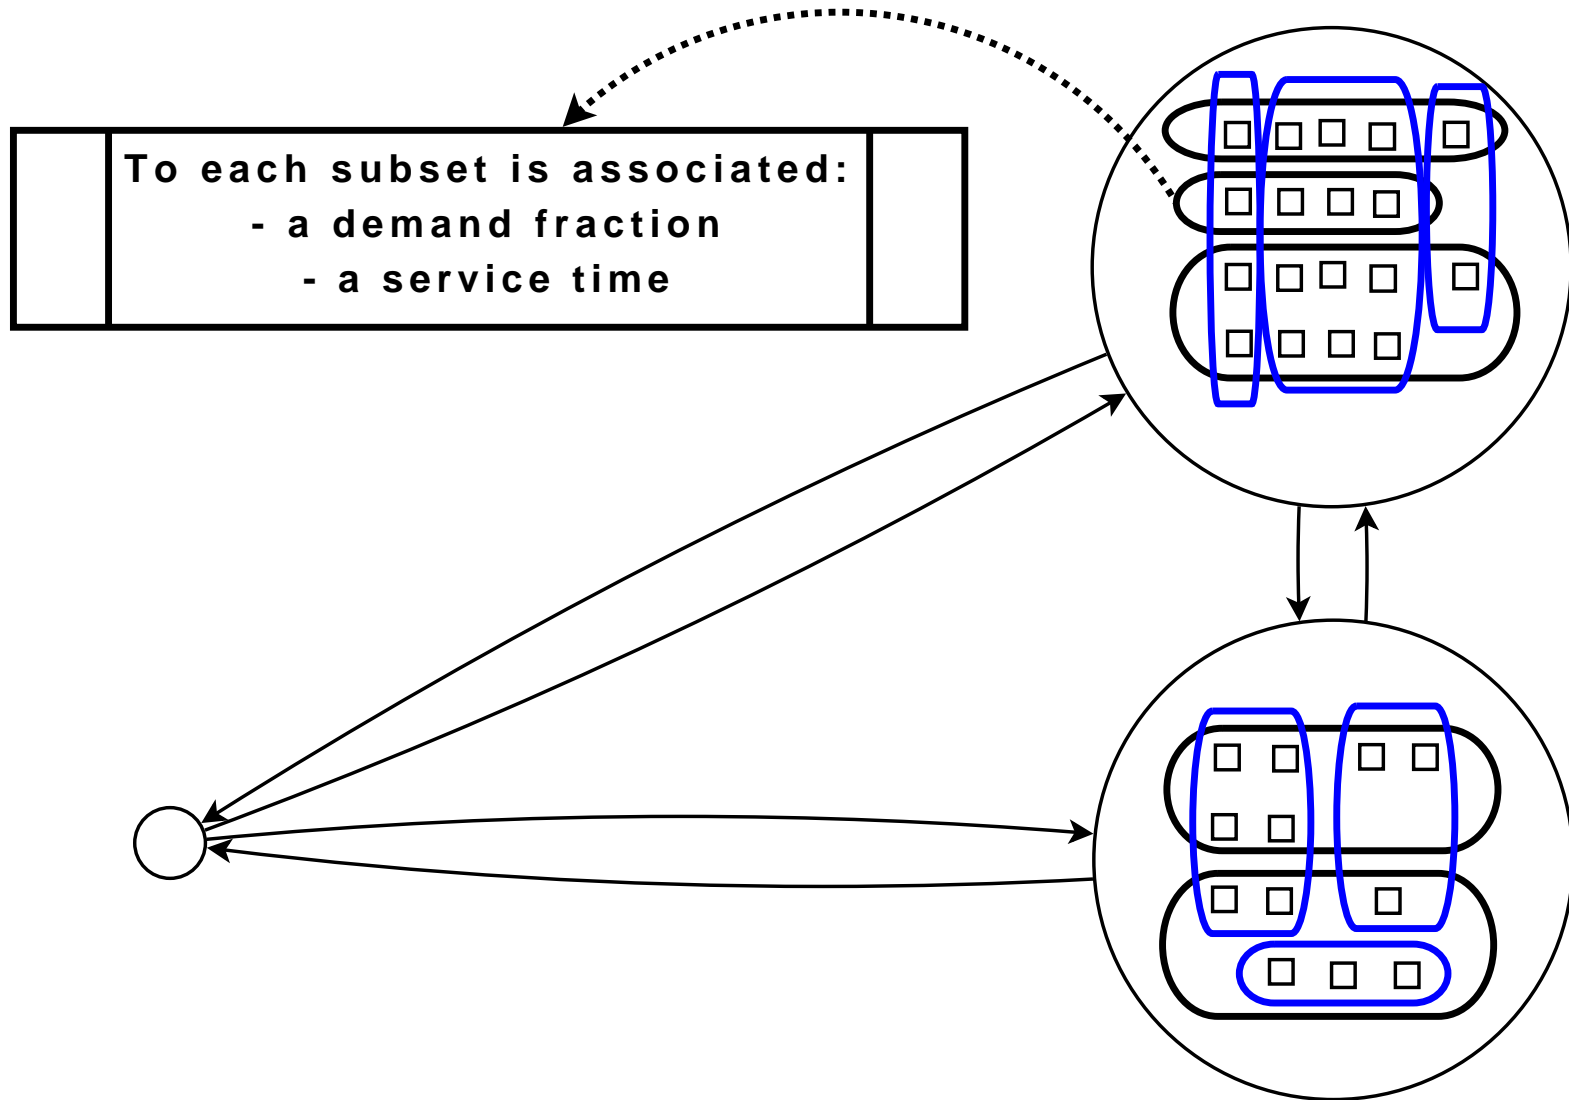 To each subset is associated:
- a demand fraction
- a service time